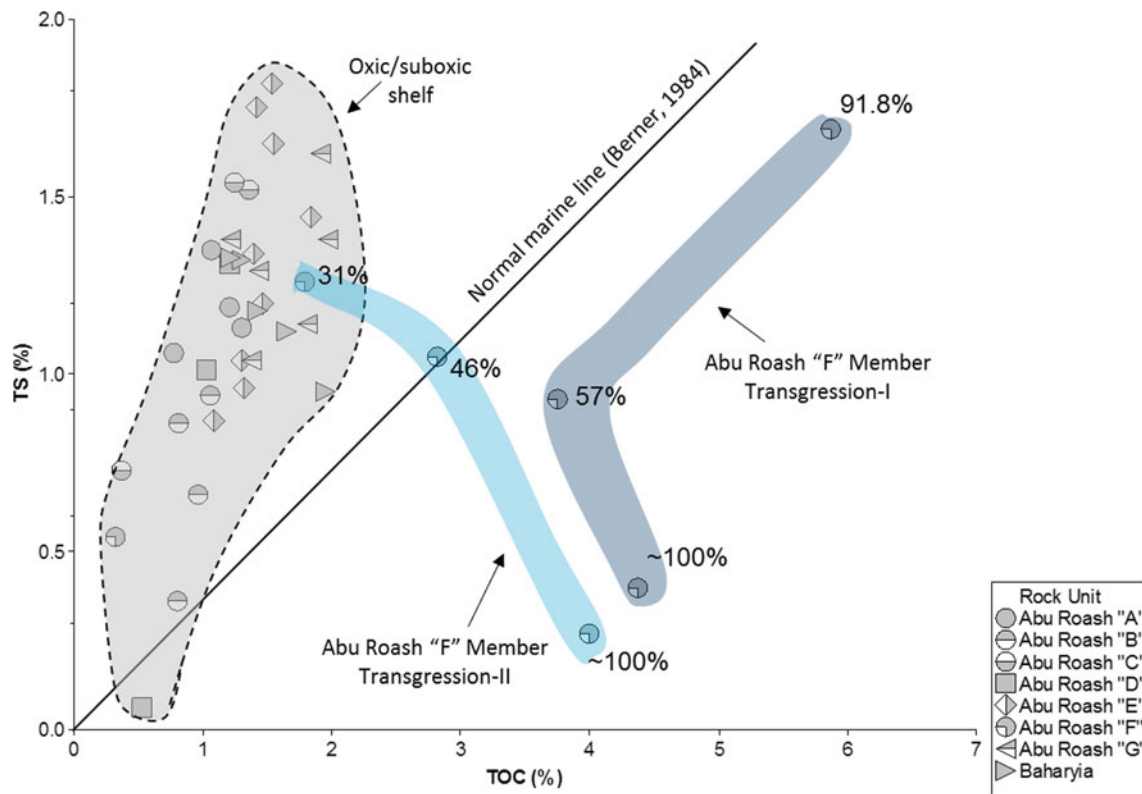 2.0
1.5
1.0
0.5
0.0
TS (%)
Oxic/suboxic
shelf
Normal marine line (Berner, 1984)
91.8%
31%
46%
57%
~100%
~100%
Abu Roash “F” Member
Transgression-I
Abu Roash “F” Member
Transgression-II
0
1
2
3
4
5
6
7
TOC (%)
Rock Unit
Abu Roash "A"
Abu Roash "B"
Abu Roash "C"
Abu Roash "D"
Abu Roash "E"
Abu Roash "F"
Abu Roash "G"
Baharyia